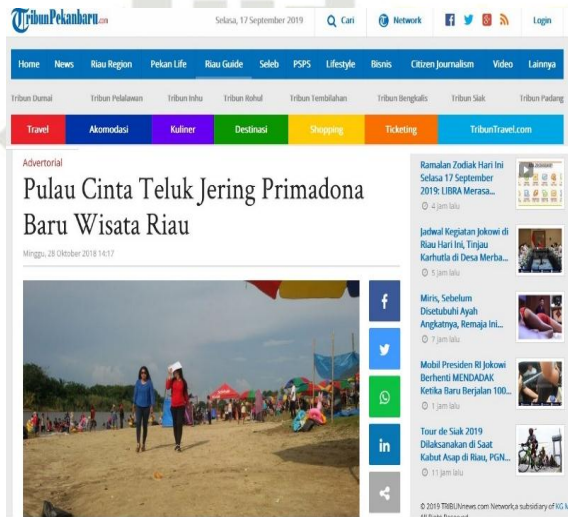 TribunPekanbaru.com
Selasa, 17 September 2019
Cari
Network
Login
Home News Riau Region Pekan Life Riau Guide Seleb PSPS Lifestyle Bisnis Citizen Journalism Video Lainnya
Tribun Dumai Tribun Pelalawan Tribun Inhu Tribun Rohul Tribun Tembilahan Tribun Bengkalis Tribun Siak Tribun Padang
Travel Akomodasi Kuliner Destinasi Shopping Ticketing TribunTravel.com
Advertorial
Pulau Cinta Teluk Jering Primadona
Baru Wisata Riau
Minggu, 28 Oktober 2018 14:17
Ramalan Zodiak Hari Ini
Selasa 17 September
2019: LIBRA Merasa...
4 jam lalu
Jadwal Kegiatan Jokowi di
Riau Hari Ini, Tinjau
Karhutla di Desa Merba...
5 jam lalu
Miris, Sebelum
Disetubuhi Ayah
Angkatnya, Remaja Ini...
7 jam lalu
Mobil Presiden RI Jokowi
Berhenti MENDADAK
Ketika Baru Berjalan 100...
1 jam lalu
Tour de Siak 2019
Dilaksanakan di Saat
Kabut Asap di Riau, PGN...
11 jam lalu
© 2019 TRIBUNnews.com Network,a subsidiary of KG M
All Rights Reserved